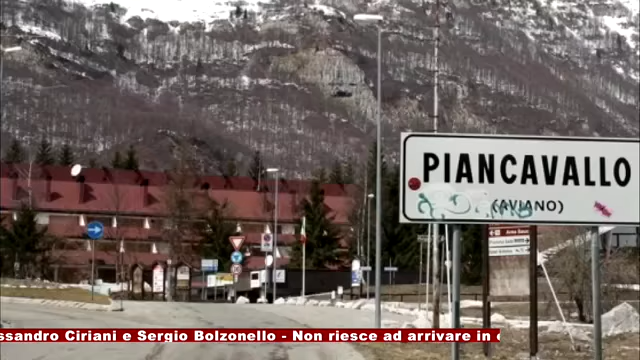 PIANCAVALLO
(AVIANO)
ssandro Ciriani e Sergio Bolzonello - Non riesce ad arrivare in